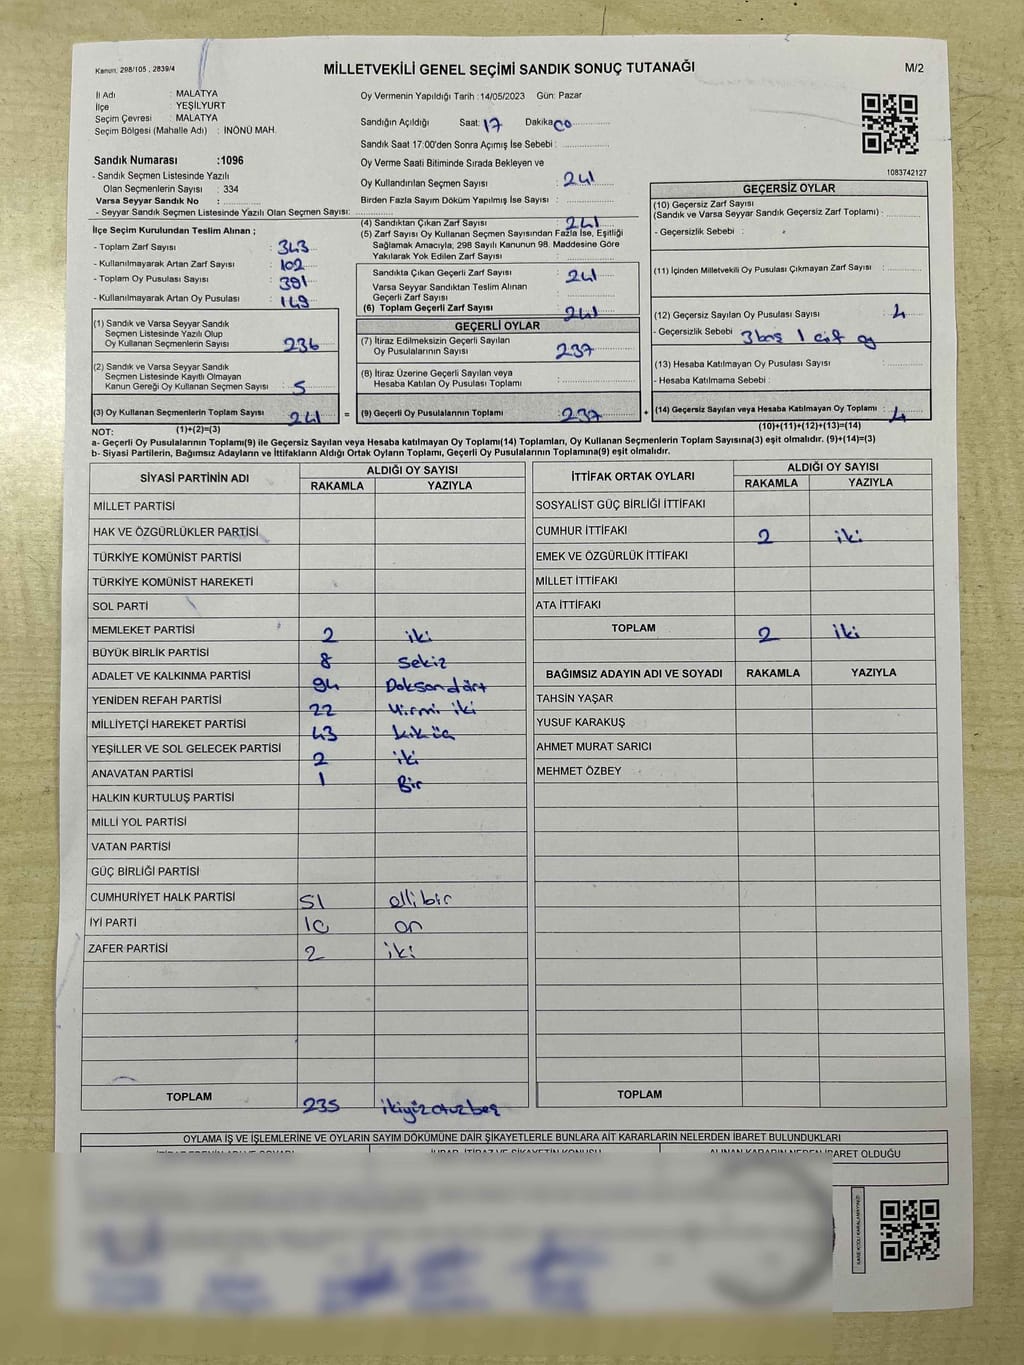 Kanun: 298/105 , 2839/4
MİLLETVEKİLİ GENEL SEÇİMİ SANDIK SONUÇ TUTANAĞI
M/2
İl Adı : MALATYA
İlçe : YEŞİLYURT
Seçim Çevresi : MALATYA
Seçim Bölgesi (Mahalle Adı) : İNÖNÜ MAH.
Oy Vermenin Yapıldığı Tarih :14/05/2023 Gün: Pazar
Sandığın Açıldığı Saat: 17 Dakika: 00
Sandık Saat 17:00'den Sonra Açımış İse Sebebi :
Oy Verme Saati Bitiminde Sırada Bekleyen ve
Oy Kullandırılan Seçmen Sayısı : 241
Birden Fazla Sayım Döküm Yapılmış İse Sayısı :
Sandık Numarası :1096
- Sandık Seçmen Listesinde Yazılı
Olan Seçmenlerin Sayısı : 334
Varsa Seyyar Sandık No :
- Seyyar Sandık Seçmen Listesinde Yazılı Olan Seçmen Sayısı:
1083742127
İlçe Seçim Kurulundan Teslim Alınan ;
- Toplam Zarf Sayısı : 343
- Kullanılmayarak Artan Zarf Sayısı : 102
- Toplam Oy Pusulası Sayısı : 391
- Kullanılmayarak Artan Oy Pusulası : 149
(4) Sandıktan Çıkan Zarf Sayısı : 241
(5) Zarf Sayısı Oy Kullanan Seçmen Sayısından Fazla İse, Eşitliği
Sağlamak Amacıyla, 298 Sayılı Kanunun 98. Maddesine Göre
Yakılarak Yok Edilen Zarf Sayısı :
Sandıkta Çıkan Geçerli Zarf Sayısı : 241
Varsa Seyyar Sandıktan Teslim Alınan
Geçerli Zarf Sayısı :
(6) Toplam Geçerli Zarf Sayısı : 241
GEÇERSİZ OYLAR
(10) Geçersiz Zarf Sayısı
(Sandık ve Varsa Seyyar Sandık Geçersiz Zarf Toplamı) :
- Geçersizlik Sebebi :
(11) İçinden Milletvekili Oy Pusulası Çıkmayan Zarf Sayısı :
(12) Geçersiz Sayılan Oy Pusulası Sayısı : 4
- Geçersizlik Sebebi 3 boş 1 çift oy
(13) Hesaba Katılmayan Oy Pusulası Sayısı :
- Hesaba Katılmama Sebebi :
(14) Geçersiz Sayılan veya Hesaba Katılmayan Oy Toplamı : 4
(10)+(11)+(12)+(13)=(14)
(1) Sandık ve Varsa Seyyar Sandık
Seçmen Listesinde Yazılı Olup
Oy Kullanan Seçmenlerin Sayısı : 236
(2) Sandık ve Varsa Seyyar Sandık
Seçmen Listesinde Kayıtlı Olmayan
Kanun Gereği Oy Kullanan Seçmen Sayısı : 5
(3) Oy Kullanan Seçmenlerin Toplam Sayısı : 241
GEÇERLİ OYLAR
(7) İtiraz Edilmeksizin Geçerli Sayılan
Oy Pusulalarının Sayısı : 237
(8) İtiraz Üzerine Geçerli Sayılan veya
Hesaba Katılan Oy Pusulası Toplamı :
= (9) Geçerli Oy Pusulalarının Toplamı : 237 +
NOT: (1)+(2)=(3)
a- Geçerli Oy Pusulalarının Toplamı(9) ile Geçersiz Sayılan veya Hesaba katılmayan Oy Toplamı(14) Toplamları, Oy Kullanan Seçmenlerin Toplam Sayısına(3) eşit olmalıdır. (9)+(14)=(3)
b- Siyasi Partilerin, Bağımsız Adayların ve İttifakların Aldığı Ortak Oyların Toplamı, Geçerli Oy Pusulalarının Toplamına(9) eşit olmalıdır.
SİYASİ PARTİNİN ADI ALDIĞI OY SAYISI
RAKAMLA YAZIYLA
MİLLET PARTİSİ
HAK VE ÖZGÜRLÜKLER PARTİSİ
TÜRKİYE KOMÜNİST PARTİSİ
TÜRKİYE KOMÜNİST HAREKETİ
SOL PARTİ
MEMLEKET PARTİSİ 2 iki
BÜYÜK BİRLİK PARTİSİ 8 sekiz
ADALET VE KALKINMA PARTİSİ 94 Doksandört
YENİDEN REFAH PARTİSİ 22 Yirmi iki
MİLLİYETÇİ HAREKET PARTİSİ 43
YEŞİLLER VE SOL GELECEK PARTİSİ 2 iki
ANAVATAN PARTİSİ 1 Bir
HALKIN KURTULUŞ PARTİSİ
MİLLİ YOL PARTİSİ
VATAN PARTİSİ
GÜÇ BİRLİĞİ PARTİSİ
CUMHURİYET HALK PARTİSİ 51 ellibir
İYİ PARTİ 10 on
ZAFER PARTİSİ 2 iki
TOPLAM 235 ikiyüzotuzbeş
İTTİFAK ORTAK OYLARI ALDIĞI OY SAYISI
RAKAMLA YAZIYLA
SOSYALİST GÜÇ BİRLİĞİ İTTİFAKI
CUMHUR İTTİFAKI 2 iki
EMEK VE ÖZGÜRLÜK İTTİFAKI
MİLLET İTTİFAKI
ATA İTTİFAKI
TOPLAM 2 iki
BAĞIMSIZ ADAYIN ADI VE SOYADI RAKAMLA YAZIYLA
TAHSİN YAŞAR
YUSUF KARAKUŞ
AHMET MURAT SARICI
MEHMET ÖZBEY
TOPLAM
OYLAMA İŞ VE İŞLEMLERİNE VE OYLARIN SAYIM DÖKÜMÜNE DAİR ŞİKAYETLERLE BUNLARA AİT KARARLARIN NELERDEN İBARET BULUNDUKLARI
ALINAN KARARIN NEDEN İBARET OLDUĞU